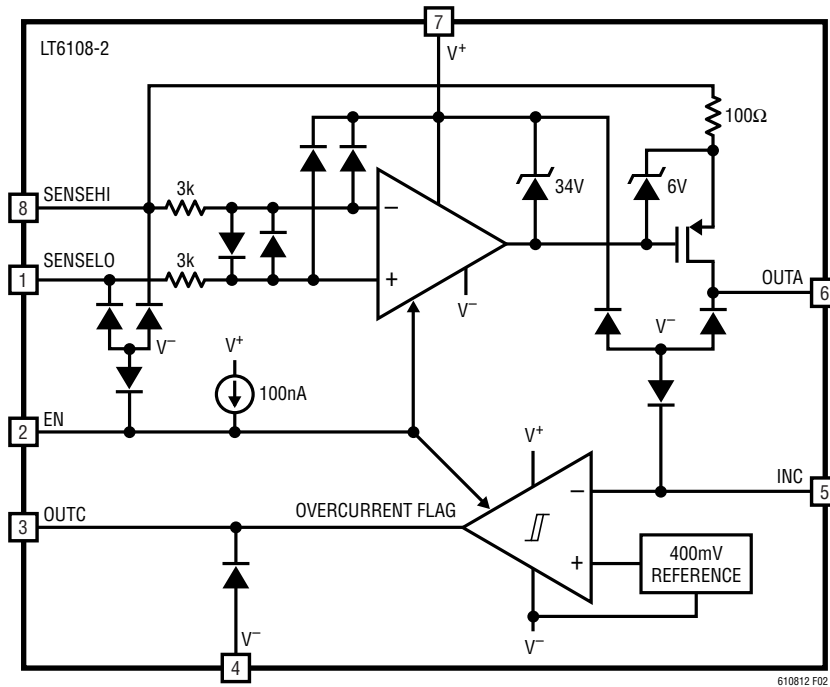 7
LT6108-2
V+
100Ω
34V
6V
8
SENSEHI
3k
−
1
SENSELO
3k
+
V−
OUTA
6
V−
V−
V+
100nA
2
EN
V+
INC
5
−
3
OUTC
OVERCURRENT FLAG
+
400mV
REFERENCE
V−
V−
4
610812 F02